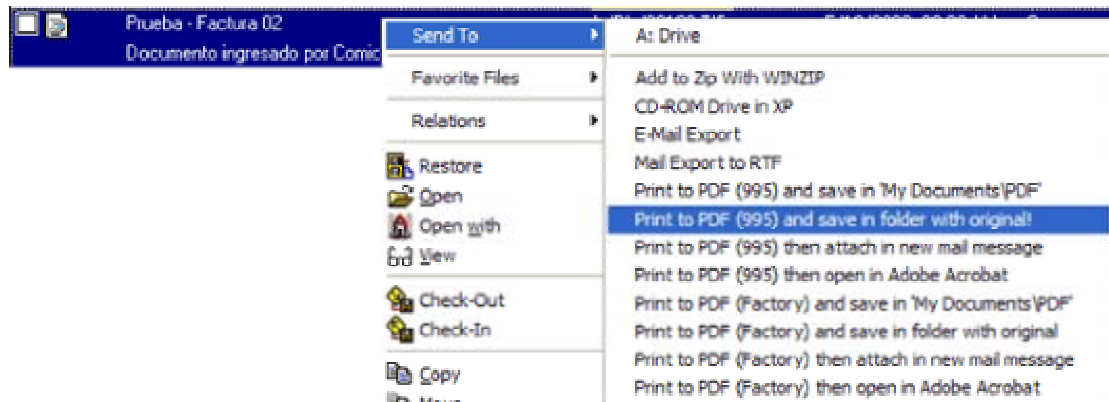 Prueba - Factura 02
Documento ingresado por Comic
Send To
Favorite Files
Relations
Restore
Open
Open with
View
Check-Out
Check-In
Copy
Move
A: Drive
Add to Zip With WINZIP
CD-ROM Drive in XP
E-Mail Export
Mail Export to RTF
Print to PDF (995) and save in 'My Documents\PDF'
Print to PDF (995) and save in folder with original!
Print to PDF (995) then attach in new mail message
Print to PDF (995) then open in Adobe Acrobat
Print to PDF (Factory) and save in 'My Documents\PDF'
Print to PDF (Factory) and save in folder with original
Print to PDF (Factory) then attach in new mail message
Print to PDF (Factory) then open in Adobe Acrobat